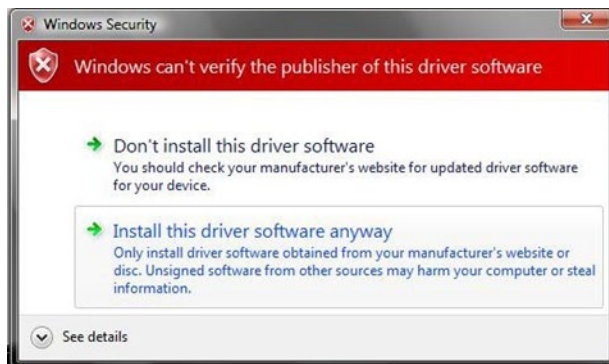 Windows Security
Windows can't verify the publisher of this driver software
Don't install this driver software
You should check your manufacturer's website for updated driver software
for your device.
Install this driver software anyway
Only install driver software obtained from your manufacturer's website or
disc. Unsigned software from other sources may harm your computer or steal
information.
See details